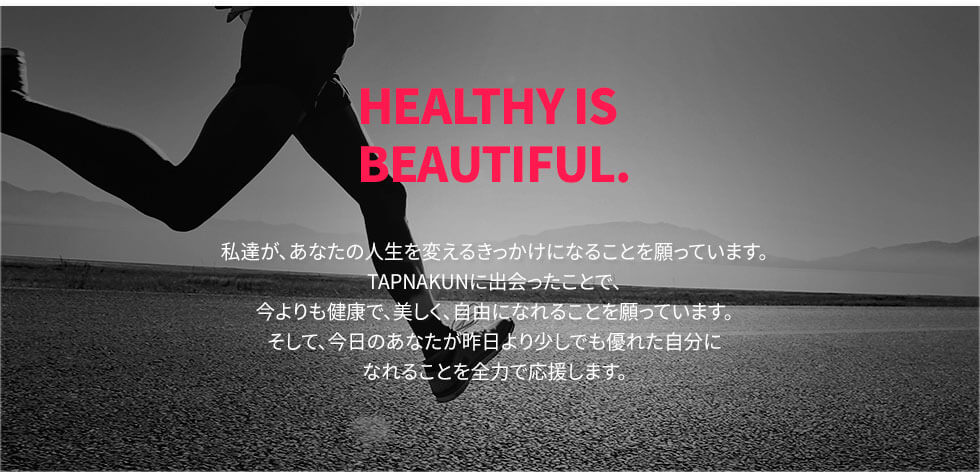 HEALTHY IS
BEAUTIFUL.
私達が、あなたの人生を変えるきっかけになることを願っています。
TAPNAKUNに出会ったことで、
今よりも健康で、美しく、自由になれることを願っています。
そして、今日のあなたが昨日より少しでも優れた自分に
なれることを全力で応援します。